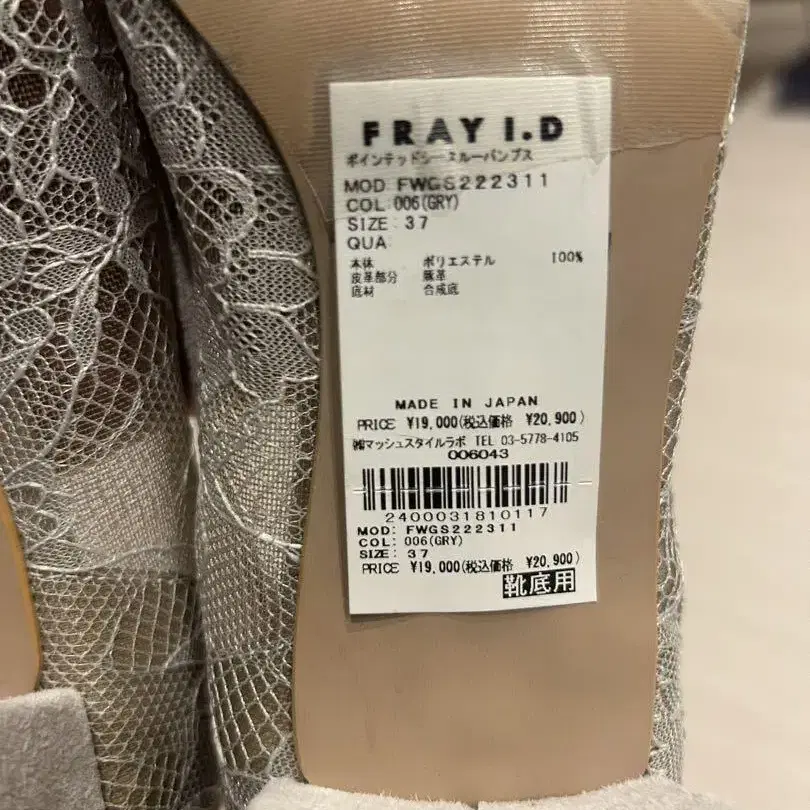 FRAY I.D
ポインテッドシースルーパンプス
MOD FWGS222311
COL 006(GRY)
SIZE 37
QUA
本体 ポリエステル 100%
皮革部分 豚革
底材 合成底
MADE IN JAPAN
PRICE ¥19,000(税込価格 ¥20,900)
㈱マッシュスタイルラボ TEL 03-5778-4105
006043
2400031810117
MOD: FWGS222311
COL: 006(GRY)
SIZE: 37
PRICE ¥19,000(税込価格 ¥20,900)
靴底用